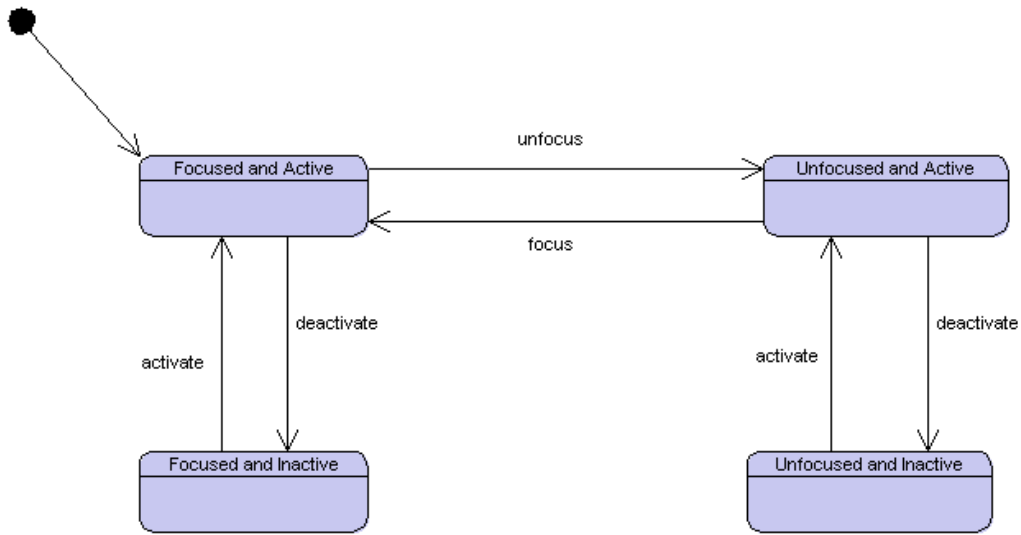 unfocus
Focused and Active
Unfocused and Active
focus
deactivate
deactivate
activate
activate
Focused and Inactive
Unfocused and Inactive